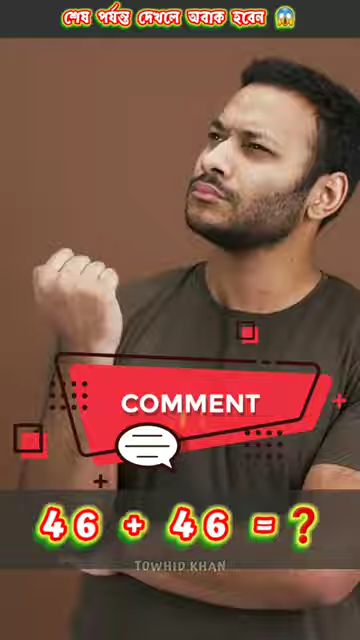 শেষ পর্যন্ত দেখলে অবাক হবেন 😱
COMMENT
46 + 46 = ❓
TOWHID KHAN